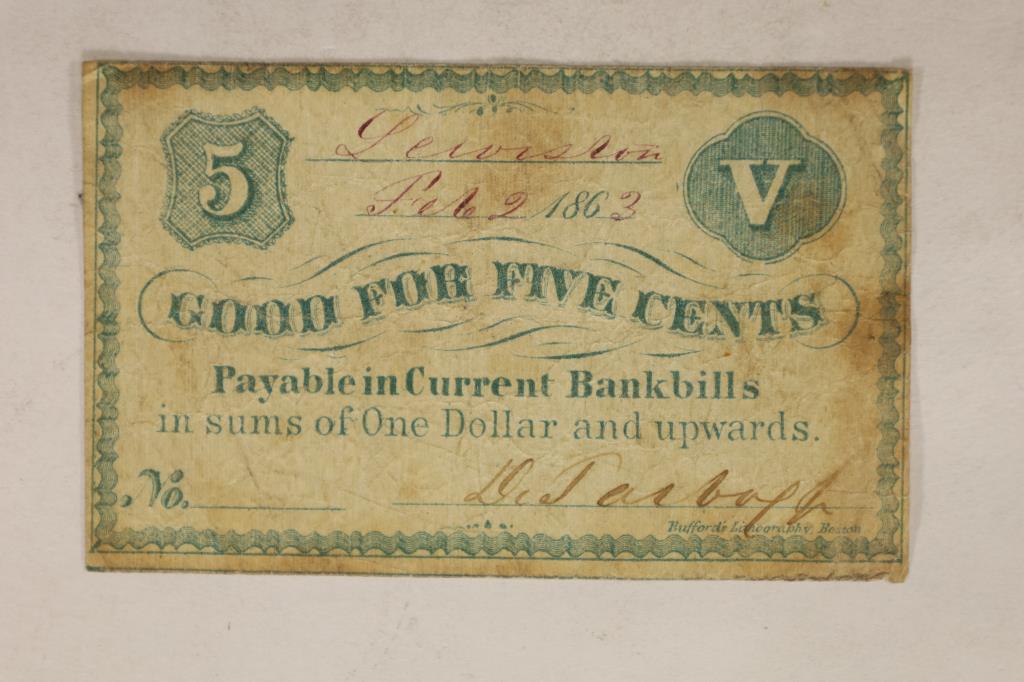 5 Lewiston V
Feb 2 1863
GOOD FOR FIVE CENTS
Payable in Current Bankbills
in sums of One Dollar and upwards.
No.
Bufford's Lithography, Boston